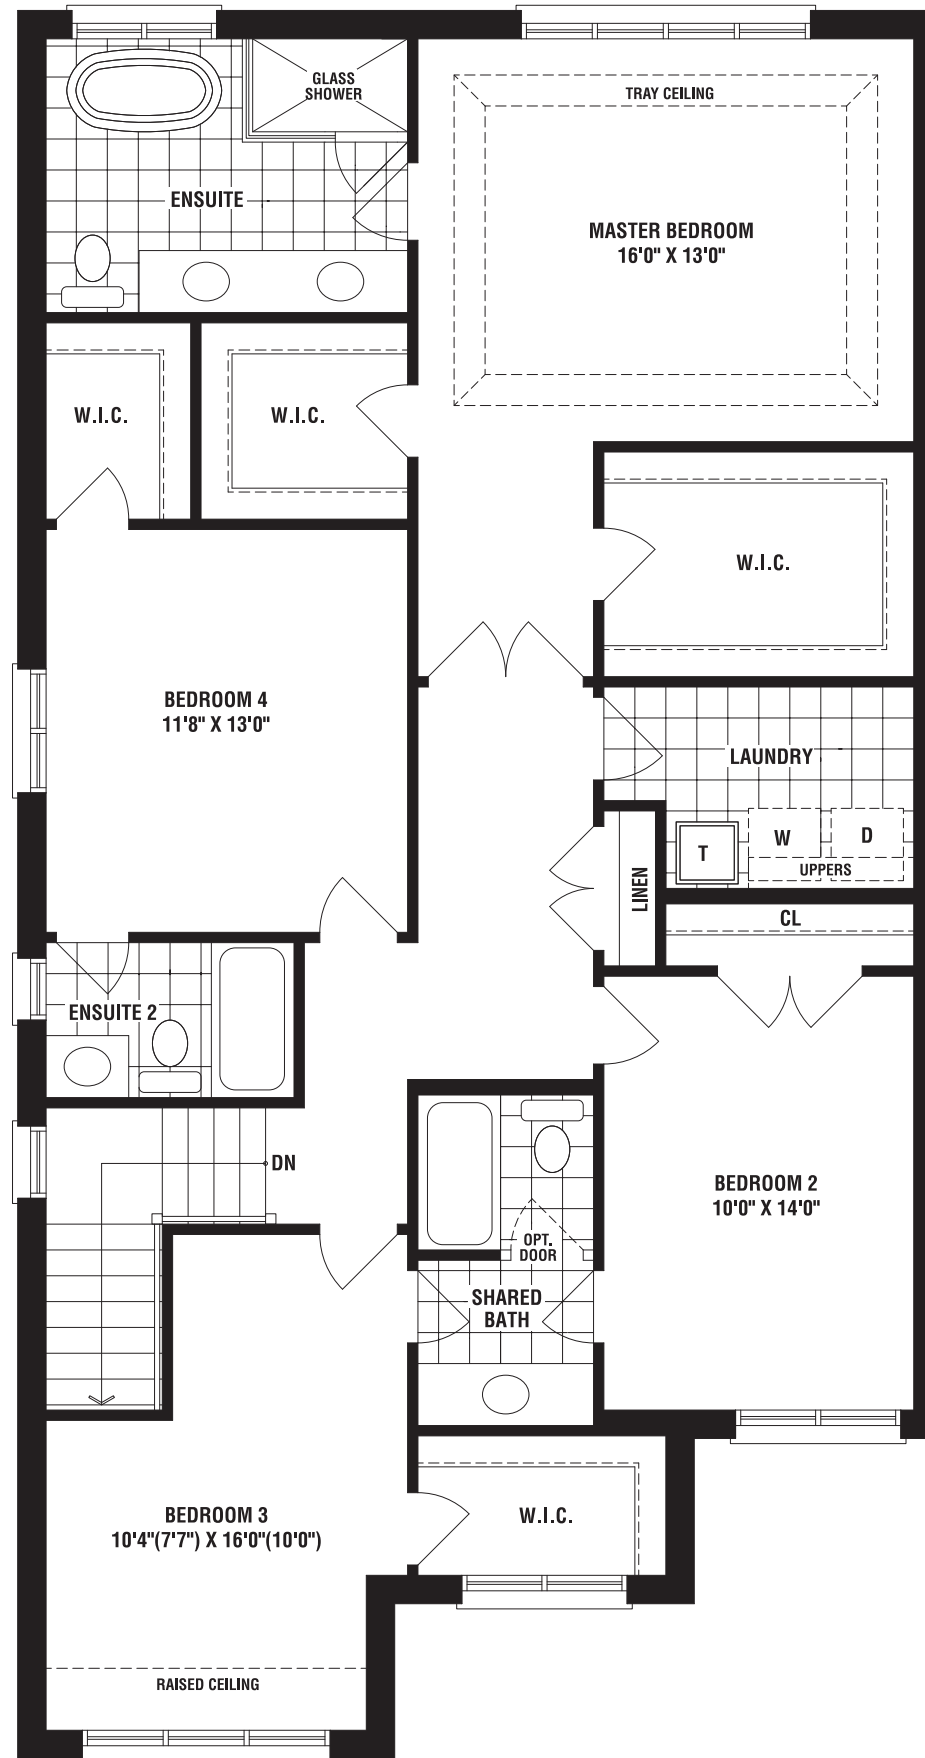 GLASS
SHOWER
TRAY CEILING
ENSUITE
MASTER BEDROOM
16'0" X 13'0"
W.I.C.
W.I.C.
W.I.C.
BEDROOM 4
11'8" X 13'0"
LAUNDRY
T
W
D
UPPERS
LINEN
CL
ENSUITE 2
DN
BEDROOM 2
10'0" X 14'0"
OPT.
DOOR
SHARED
BATH
BEDROOM 3
10'4"(7'7") X 16'0"(10'0")
W.I.C.
RAISED CEILING